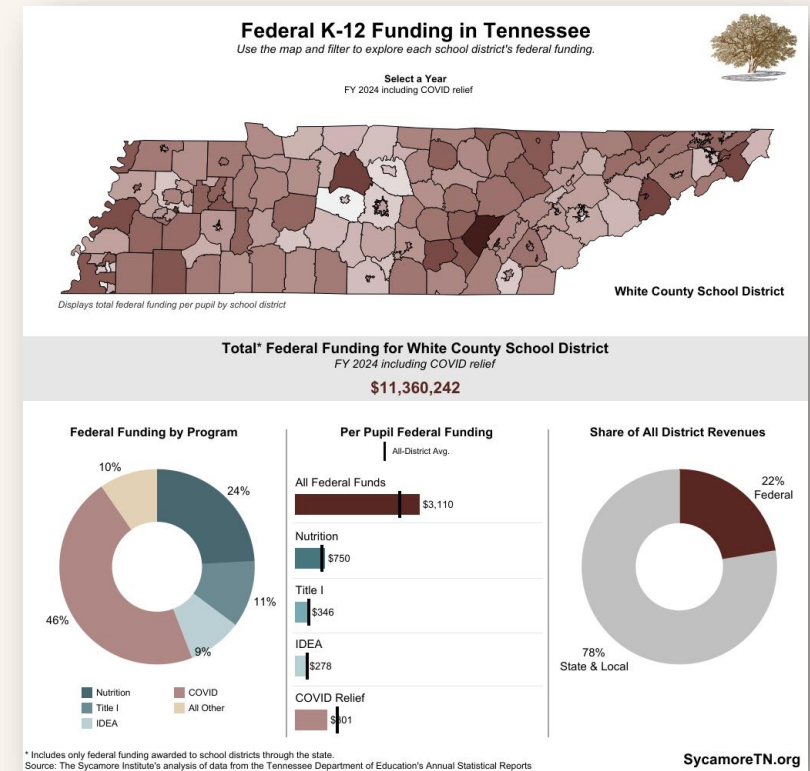 Federal K-12 Funding in Tennessee
Use the map and filter to explore each school district's federal funding.
Select a Year
FY 2024 including COVID relief
White County School District
Displays total federal funding per pupil by school district
Total* Federal Funding for White County School District
FY 2024 including COVID relief
$11,360,242
Federal Funding by Program
10%
24%
11%
46%
9%
Nutrition
COVID
Title I
All Other
IDEA
Per Pupil Federal Funding
All-District Avg.
All Federal Funds
$3,110
Nutrition
$750
Title I
$346
IDEA
$278
COVID Relief
Share of All District Revenues
22%
Federal
78%
State & Local
* Includes only federal funding awarded to school districts through the state.
Source: The Sycamore Institute's analysis of data from the Tennessee Department of Education's Annual Statistical Reports
SycamoreTN.org